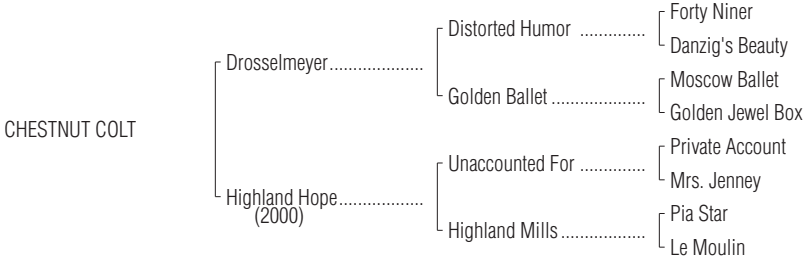 Forty Niner
Distorted Humor ..............
Danzig's Beauty
Drosselmeyer....................
Moscow Ballet
Golden Ballet ....................
Golden Jewel Box
CHESTNUT COLT
Private Account
Unaccounted For ..............
Mrs. Jenney
Highland Hope..................
(2000)
Pia Star
Highland Mills ..................
Le Moulin